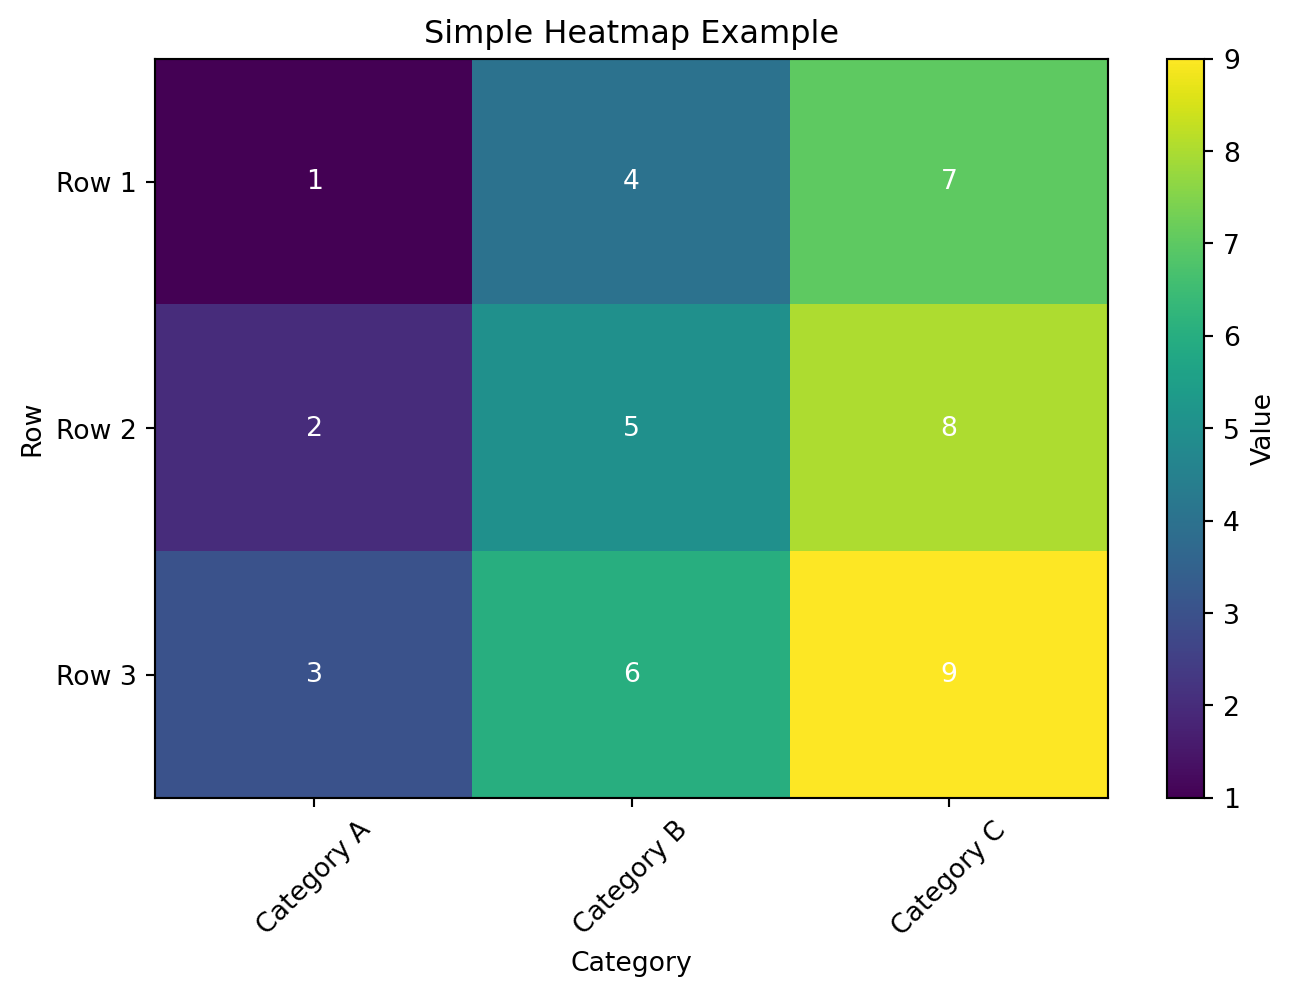 Simple Heatmap Example
Row 1
1
4
7
Row 2
2
5
8
Row 3
3
6
9
Row
Category A
Category B
Category C
Category
9
8
7
6
5
4
3
2
1
Value